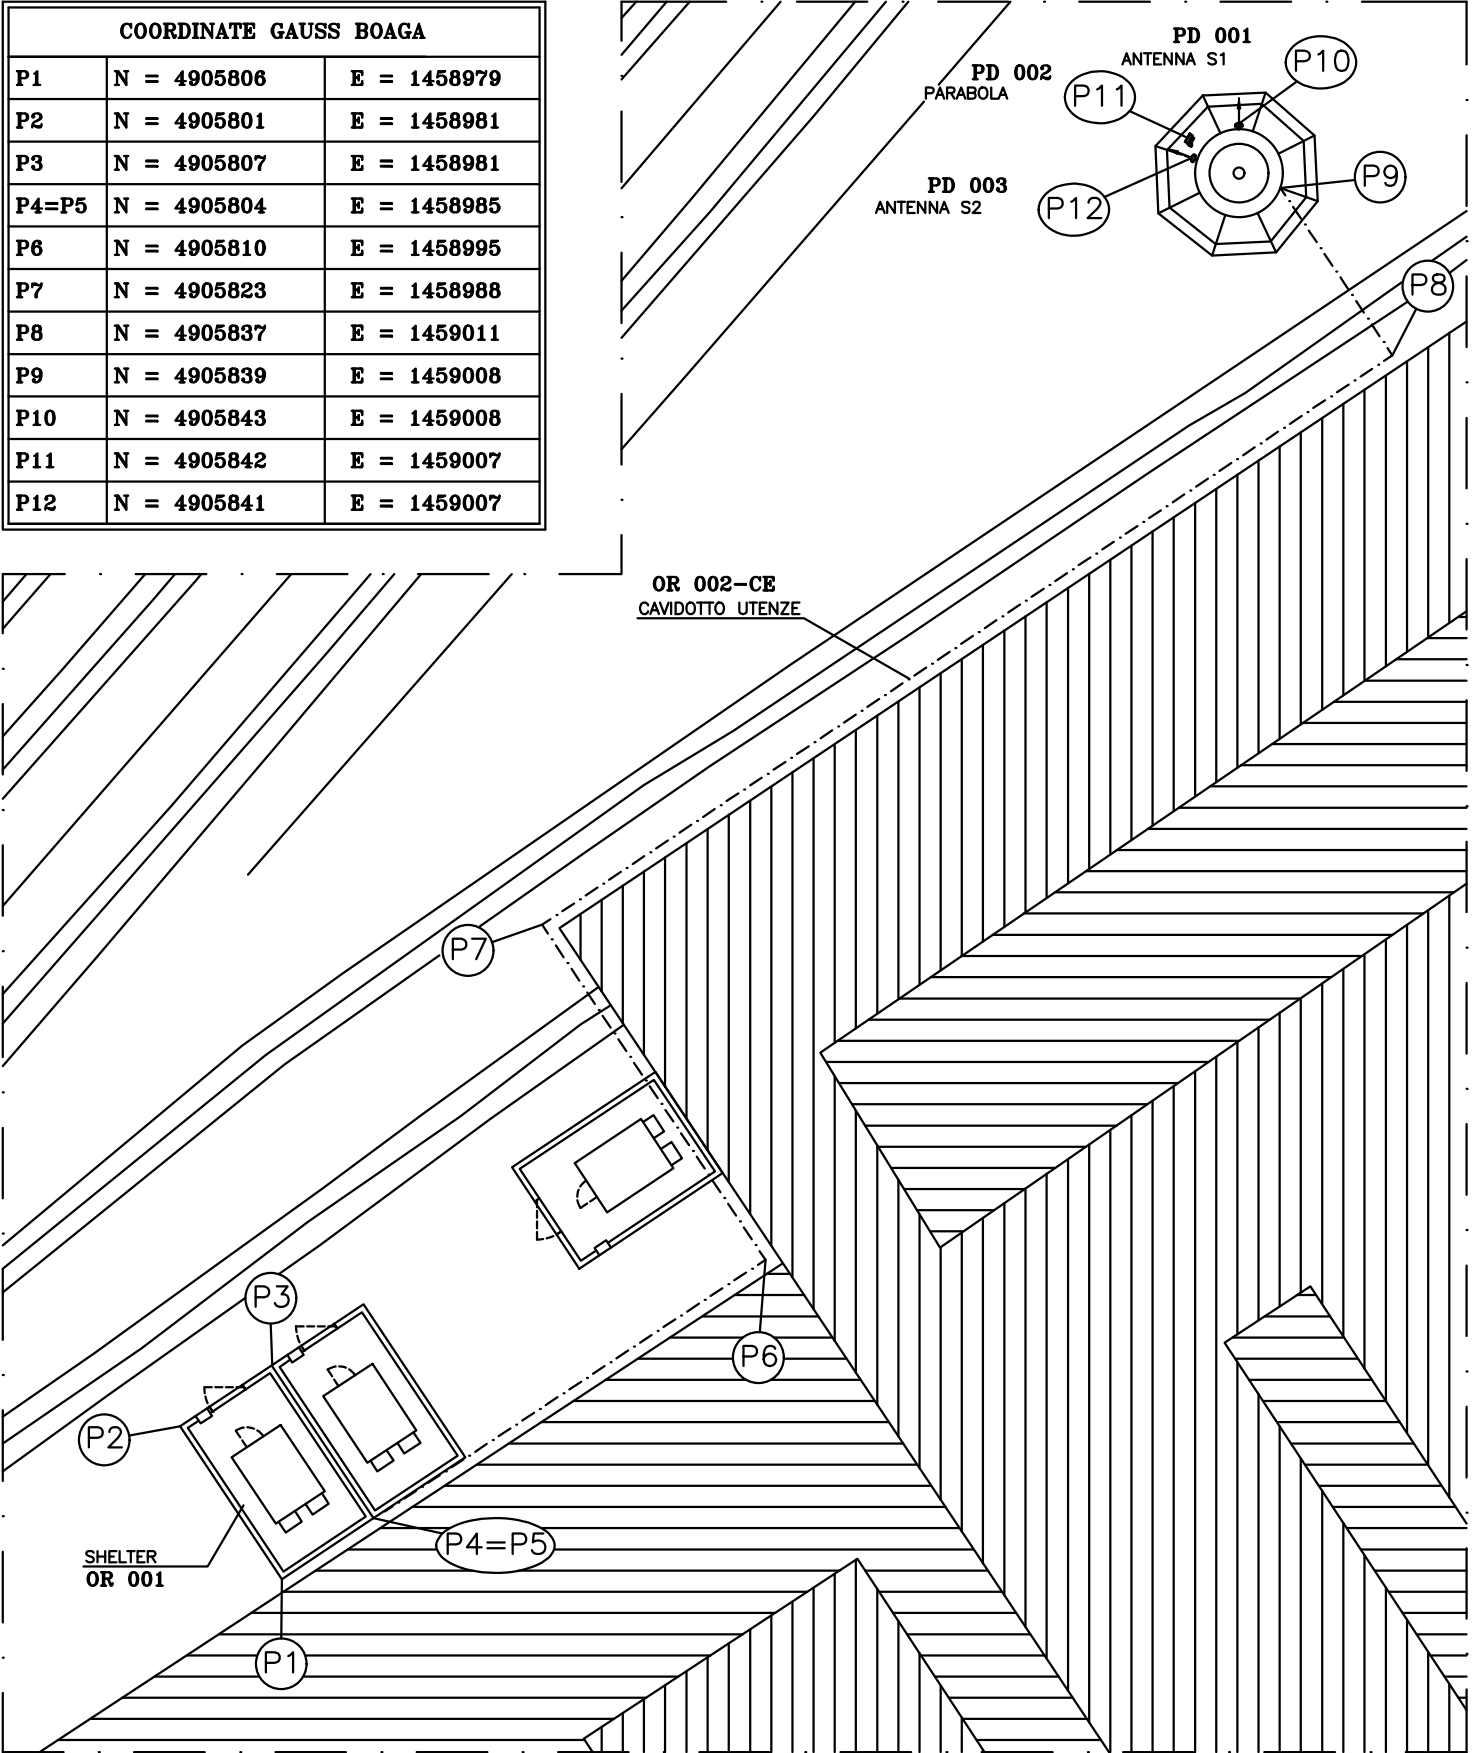 COORDINATE GAUSS BOAGA
P1 N = 4905806 E = 1458979
P2 N = 4905801 E = 1458981
P3 N = 4905807 E = 1458981
P4=P5 N = 4905804 E = 1458985
P6 N = 4905810 E = 1458995
P7 N = 4905823 E = 1458988
P8 N = 4905837 E = 1459011
P9 N = 4905839 E = 1459008
P10 N = 4905843 E = 1459008
P11 N = 4905842 E = 1459007
P12 N = 4905841 E = 1459007
PD 001
ANTENNA S1
P10
PD 002
PARABOLA
P11
PD 003
ANTENNA S2
P12
P9
P8
OR 002-CE
CAVIDOTTO UTENZE
P7
P3
P6
P2
P4=P5
SHELTER
OR 001
P1